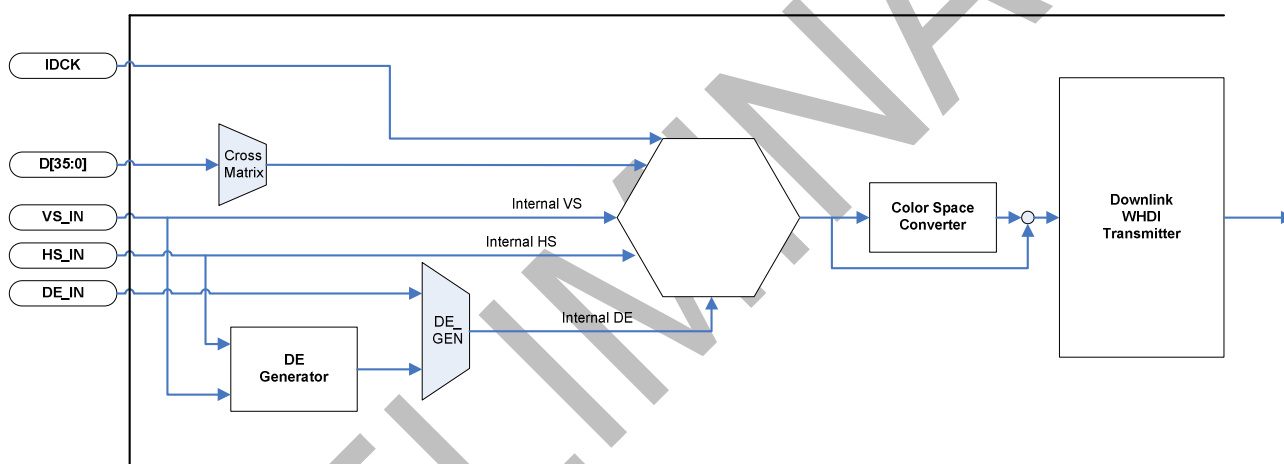 IDCK
D[35:0]
Cross
Matrix
VS_IN
Internal VS
HS_IN
Internal HS
DE_IN
DE_
GEN
Internal DE
DE
Generator
Color Space
Converter
Downlink
WHDI
Transmitter